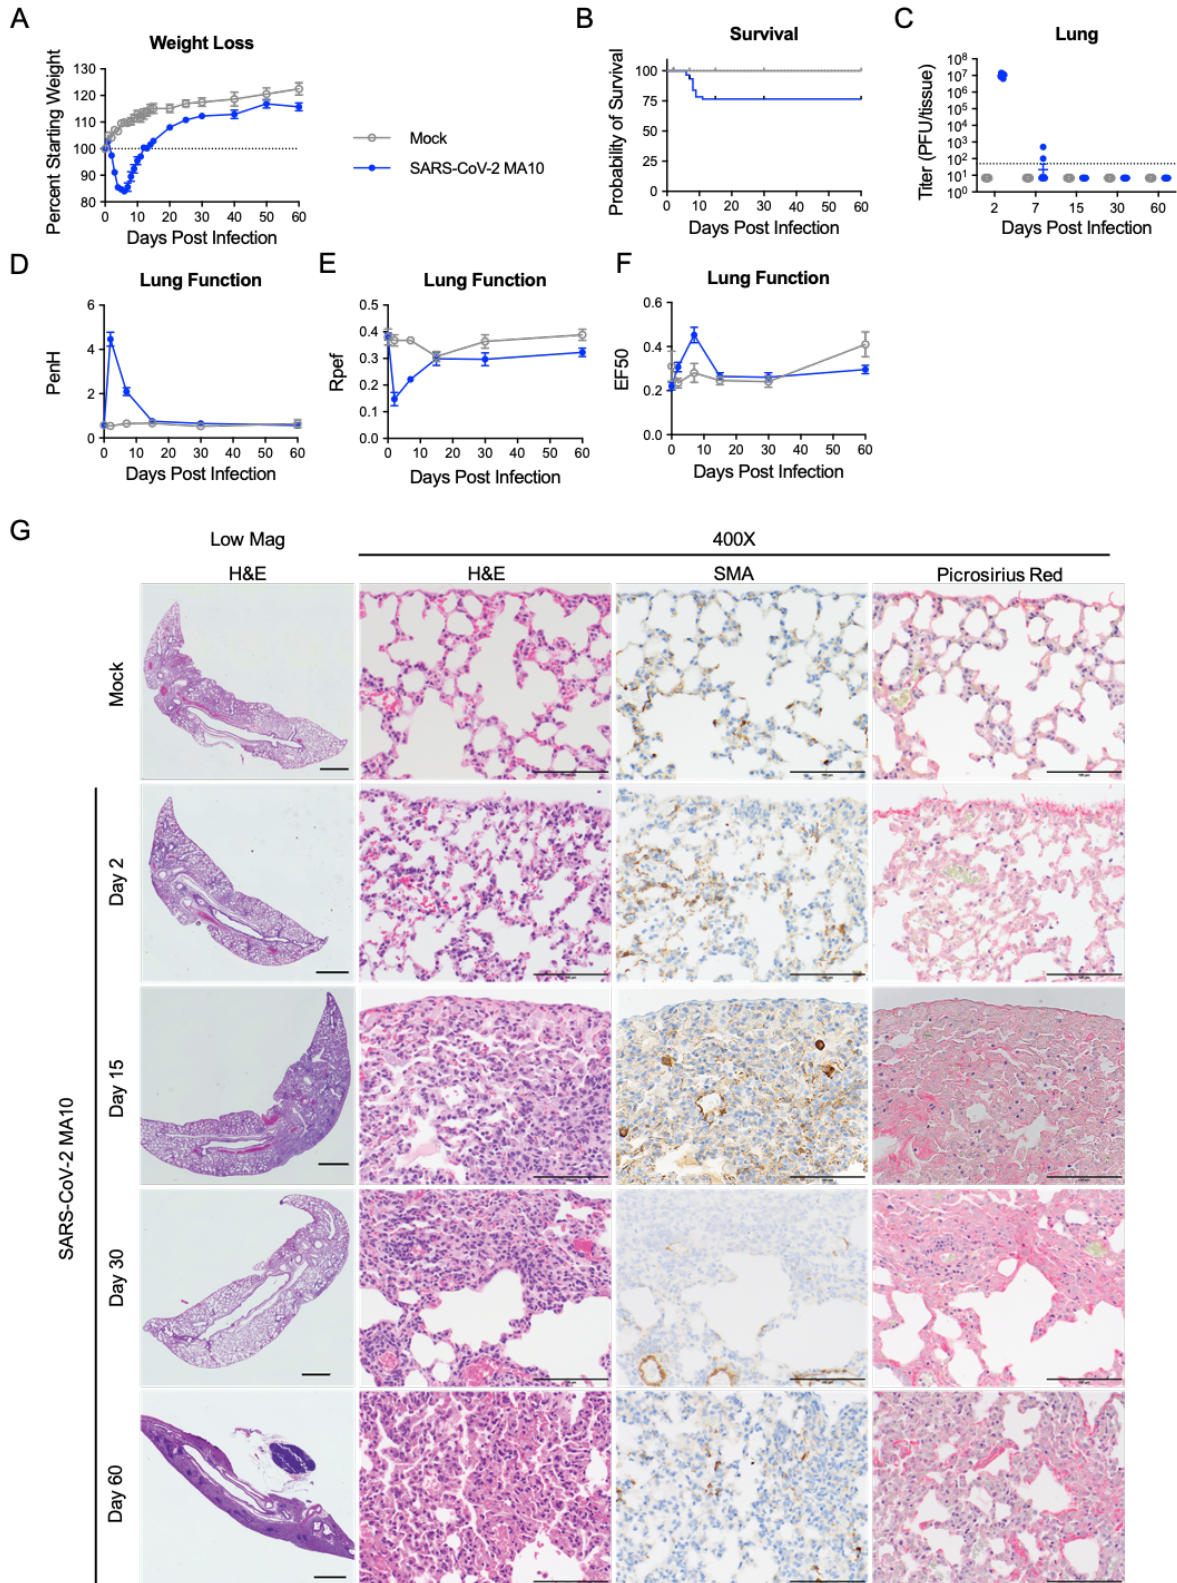 A
Weight Loss
Percent Starting Weight
130
120
110
100
90
80
0 10 20 30 40 50 60
Days Post Infection
Mock
SARS-CoV-2 MA10
B
Survival
Probability of Survival
100
75
50
25
0
0 10 20 30 40 50 60
Days Post Infection
C
Lung
Titer (PFU/tissue)
10⁸
10⁷
10⁶
10⁵
10⁴
10³
10²
10¹
10⁰
2 7 15 30 60
Days Post Infection
D
Lung Function
PenH
6
4
2
0
0 10 20 30 40 50 60
Days Post Infection
E
Lung Function
Rpef
0.5
0.4
0.3
0.2
0.1
0.0
0 10 20 30 40 50 60
Days Post Infection
F
Lung Function
EF50
0.6
0.4
0.2
0.0
0 10 20 30 40 50 60
Days Post Infection
G
Low Mag
400X
H&E
H&E
SMA
Picrosirius Red
Mock
SARS-CoV-2 MA10
Day 2
Day 15
Day 30
Day 60